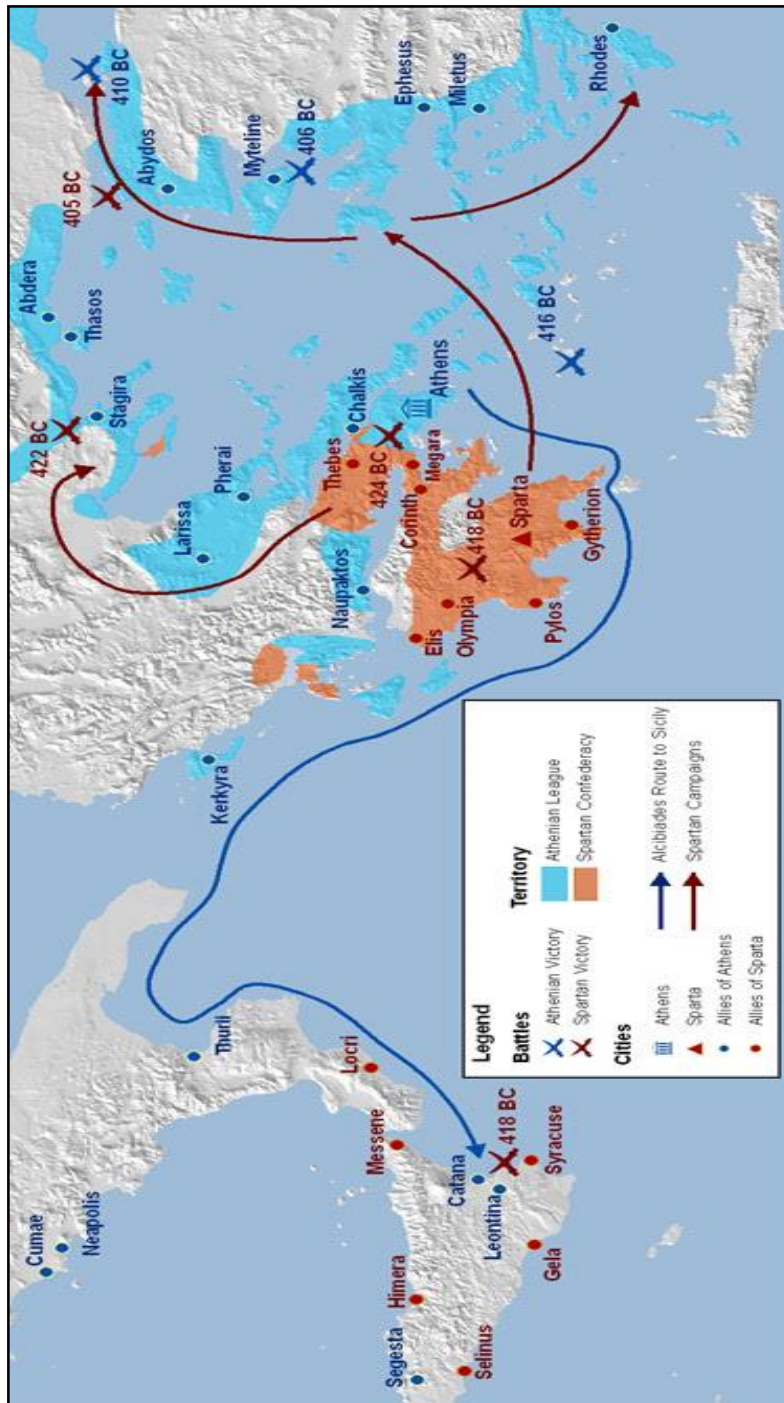 Cumae
Neapolis
Thurii
Locri
Messene
Himera
Segesta
Selinus
Gela
Catana
Leontina
418 BC
Syracuse
Kerkyra
Naupaktos
Larissa
Pherai
422 BC
Stagira
Thasos
Abdera
405 BC
410 BC
Abydos
Myteline
406 BC
Ephesus
Miletus
Rhodes
416 BC
Chalkis
Athens
Thebes
424 BC
Megara
Corinth
418 BC
Sparta
Gytherion
Elis
Olympia
Pylos
Legend
Battles
Athenian Victory
Spartan Victory
Territory
Athenian League
Spartan Confederacy
Cities
Athens
Sparta
Allies of Athens
Allies of Sparta
Alcibiades Route to Sicily
Spartan Campaigns